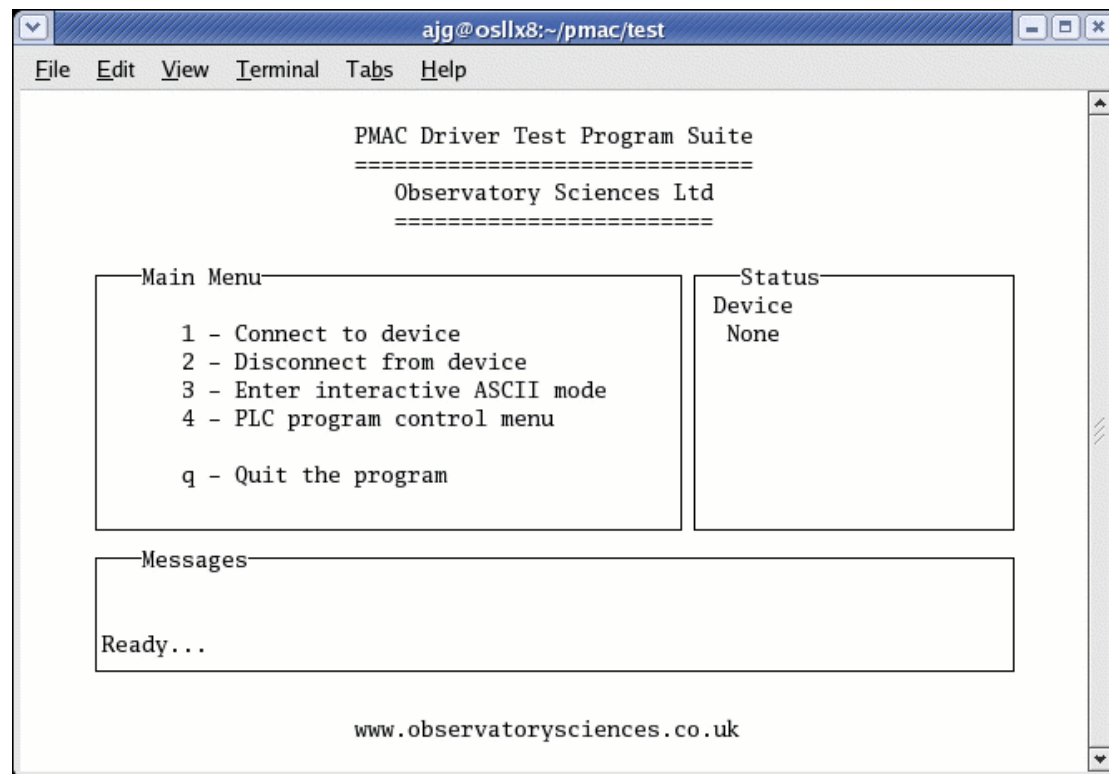 ajg@osllx8:~/pmac/test
File Edit View Terminal Tabs Help
PMAC Driver Test Program Suite
==============================
Observatory Sciences Ltd
========================
Main Menu
1 – Connect to device
2 – Disconnect from device
3 – Enter interactive ASCII mode
4 – PLC program control menu
q – Quit the program
Status
Device
None
Messages
Ready...
www.observatorysciences.co.uk